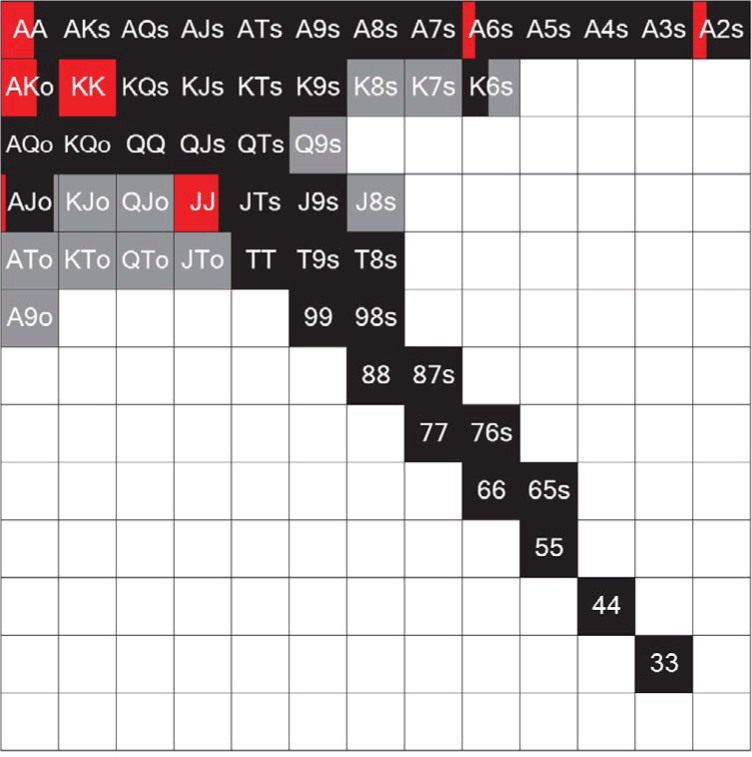 AA AKs AQs AJs ATs A9s A8s A7s A6s A5s A4s A3s A2s
AKo KK KQs KJs KTs K9s K8s K7s K6s
AQo KQo QQ QJs QTs Q9s
AJo KJo QJo JJ JTs J9s J8s
ATo KTo QTo JTo TT T9s T8s
A9o 99 98s
88 87s
77 76s
66 65s
55
44
33